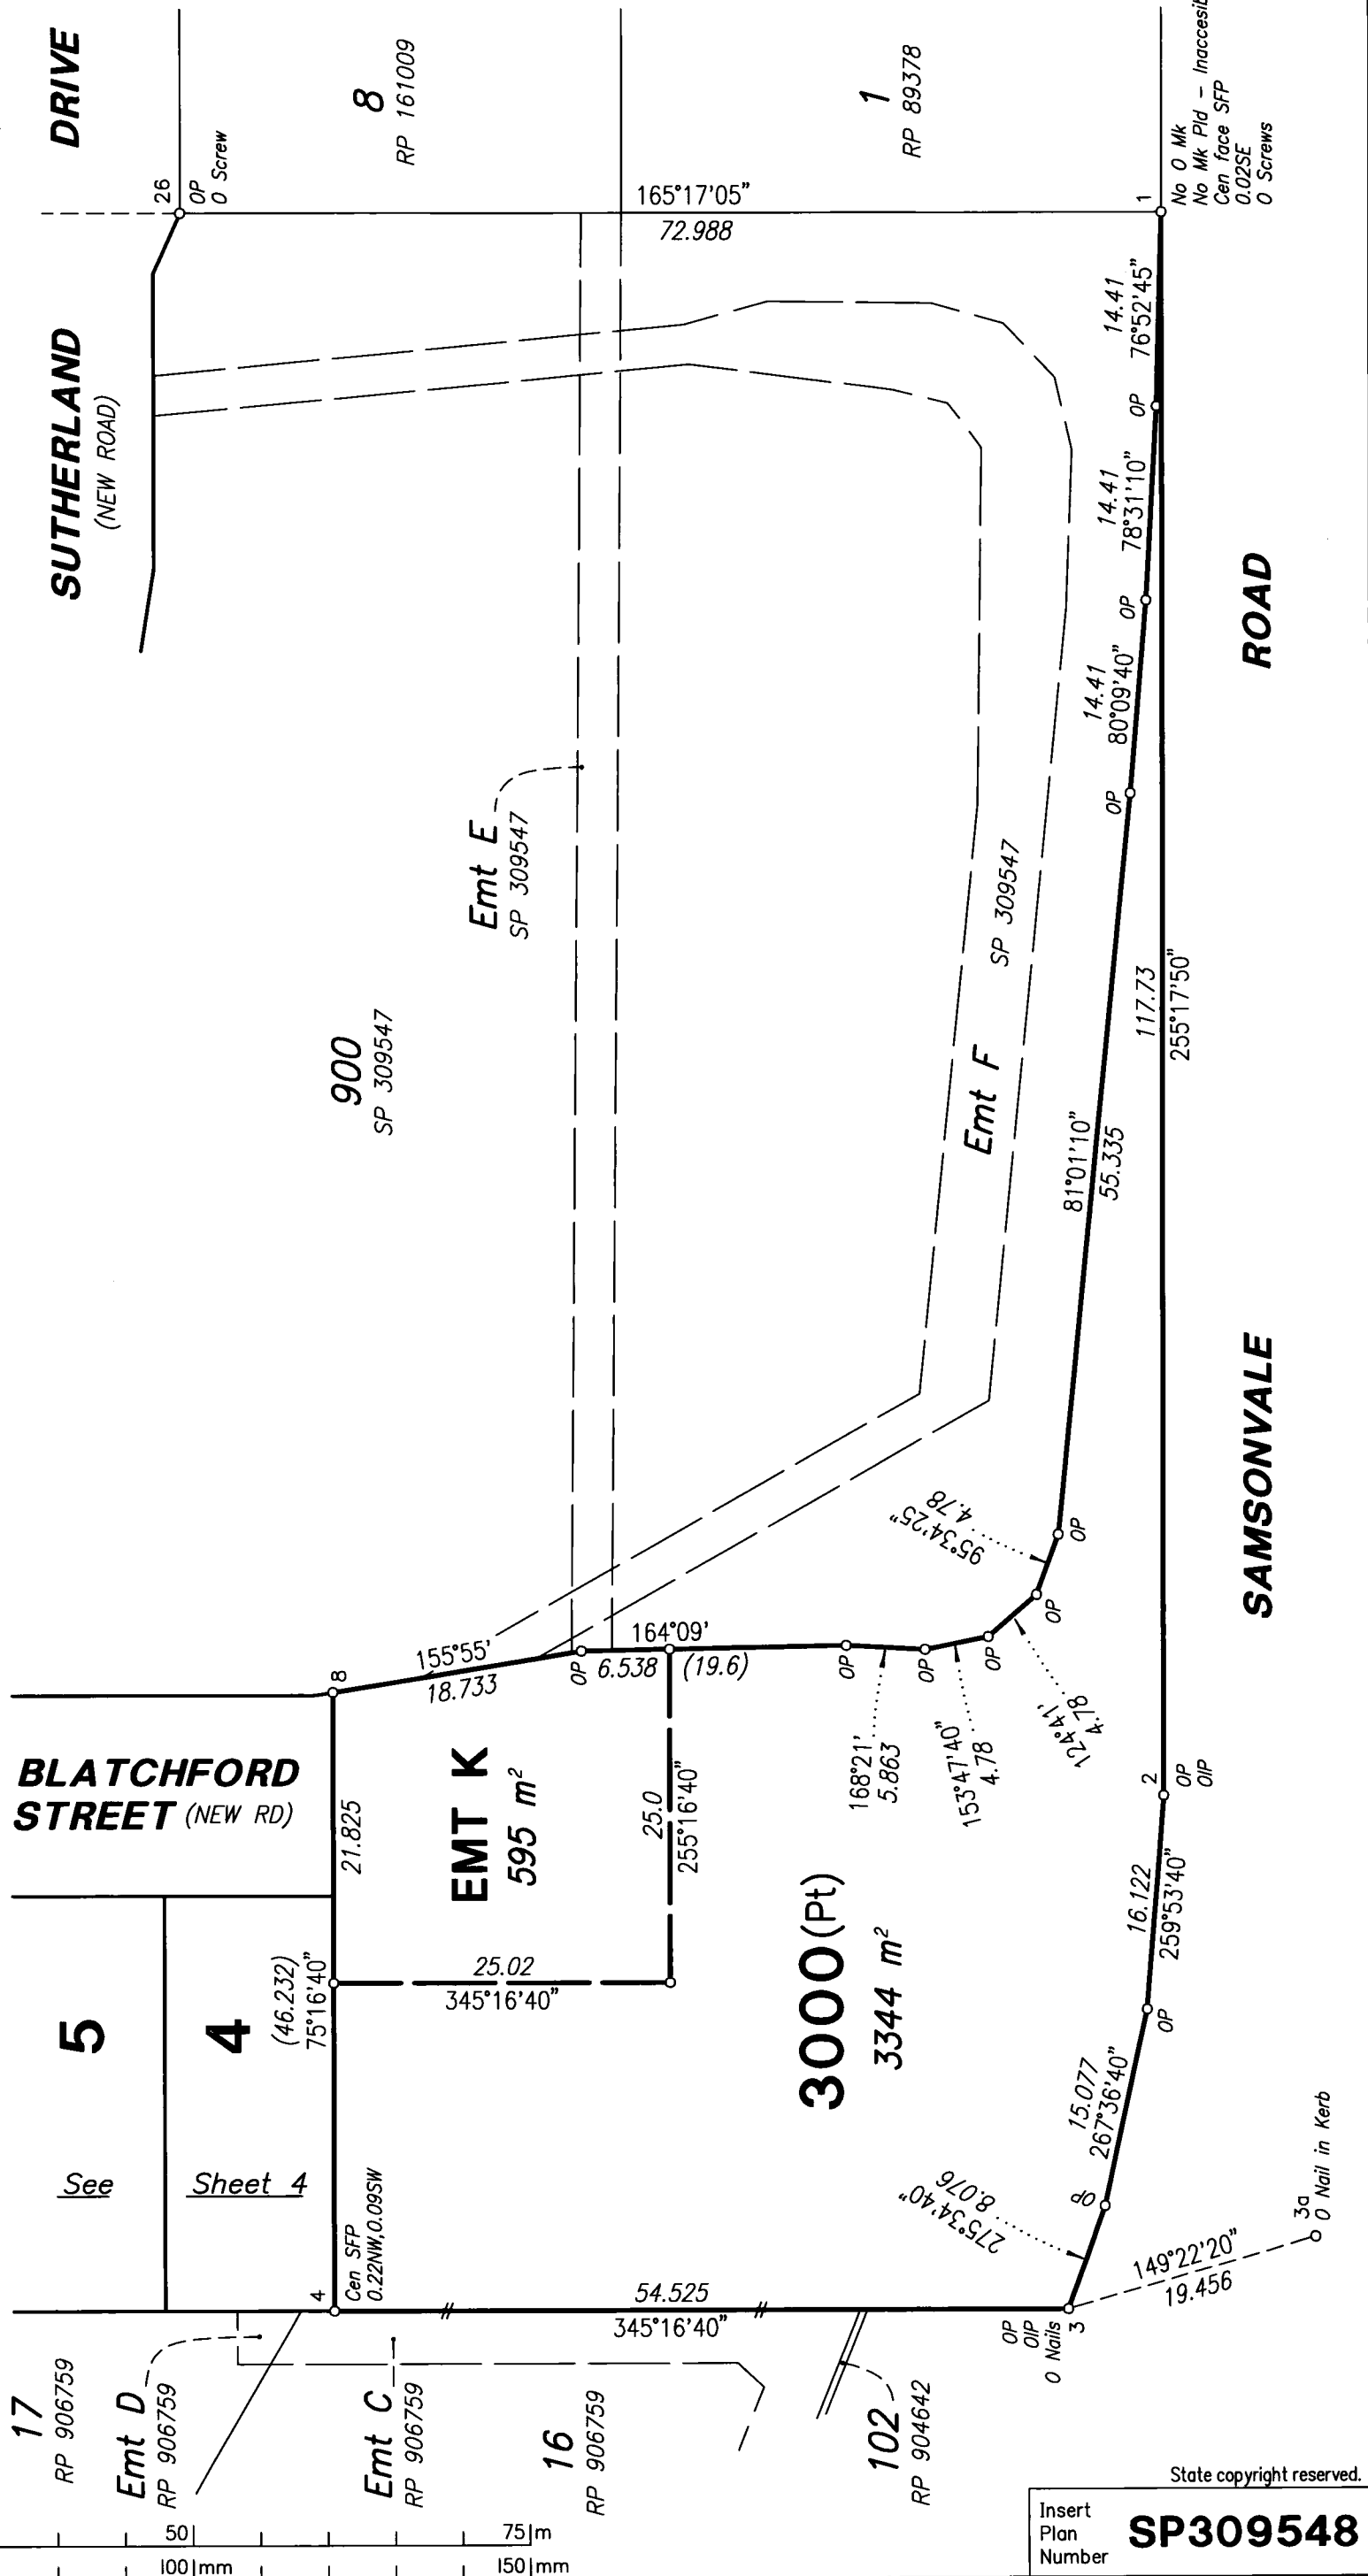 SUTHERLAND DRIVE
(NEW ROAD)
26
OP
O Screw
8
RP 161009
1
RP 89378
165°17'05"
72.988
1
No O Mk
No Mk Pld – Inaccesib
Cen face SFP
0.02SE
O Screws
14.41
76°52'45"
OP
14.41
78°31'10"
OP
14.41
80°09'40"
OP
Emt E
SP 309547
900
SP 309547
Emt F SP 309547
81°01'10"
55.335
117.73
255°17'50"
SAMSONVALE ROAD
95°34'25"
4.78
OP
OP
124°41'
4.78
OP
153°47'40"
4.78
OP
168°21'
5.863
OP
164°09'
6.538
(19.6)
OP
155°55'
18.733
8
BLATCHFORD
STREET (NEW RD)
21.825
EMT K
595 m²
25.0
255°16'40"
25.02
345°16'40"
5
4
(46.232)
75°16'40"
See
Sheet 4
3000(Pt)
3344 m²
2
OP
OIP
16.122
259°53'40"
OP
15.077
267°36'40"
OP
275°34'40"
8.076
4
Cen SFP
0.22NW,0.09SW
54.525
345°16'40"
OP
OIP
O Nails
3
149°22'20"
19.456
3a
O Nail in Kerb
17
RP 906759
Emt D
RP 906759
Emt C
RP 906759
16
RP 906759
102
RP 904642
50
75 m
100 mm
150 mm
State copyright reserved.
Insert
Plan
Number
SP309548